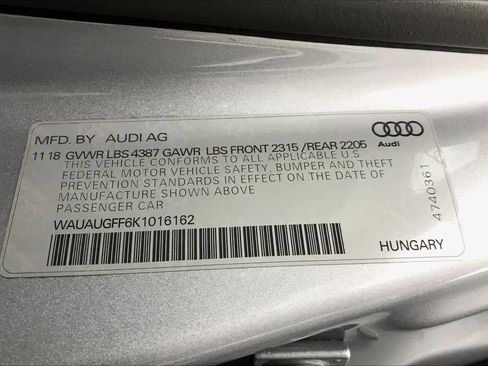 MFD. BY AUDI AG
Audi
11 18 GVWR LBS 4387 GAWR LBS FRONT 2315 /REAR 2205
THIS VEHICLE CONFORMS TO ALL APPLICABLE U S
FEDERAL MOTOR VEHICLE SAFETY, BUMPER AND THEFT
PREVENTION STANDARDS IN EFFECT ON THE DATE OF
MANUFACTURE SHOWN ABOVE
PASSENGER CAR
4740361
WAUAUGFF6K1016162
HUNGARY